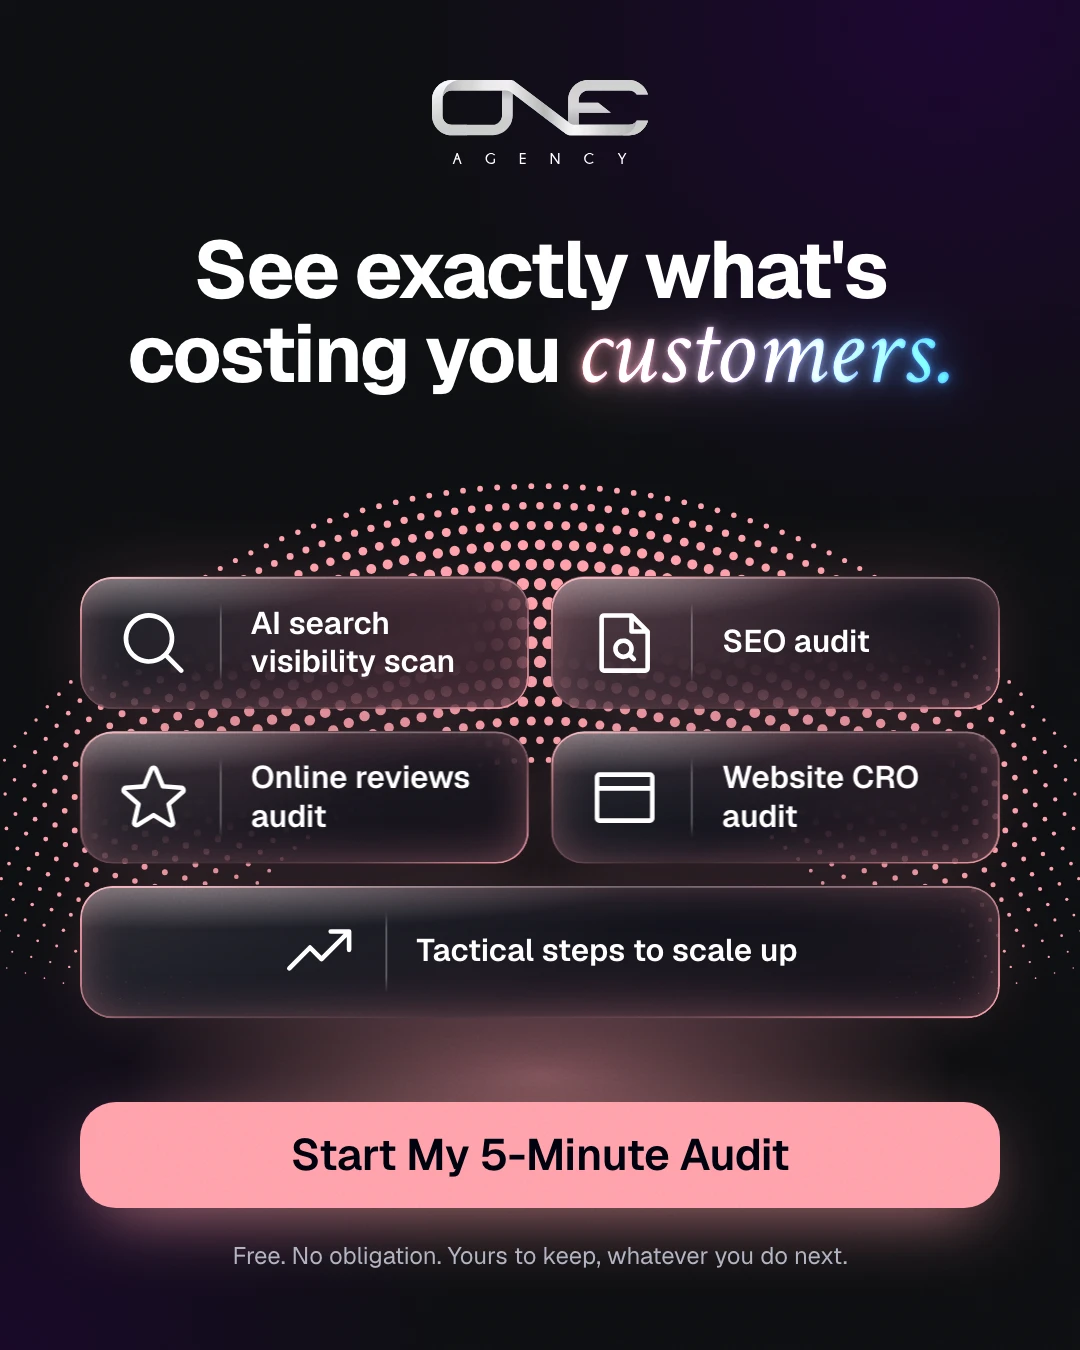 ONE
AGENCY
See exactly what's
costing you customers.
AI search
visibility scan
SEO audit
Online reviews
audit
Website CRO
audit
Tactical steps to scale up
Start My 5-Minute Audit
Free. No obligation. Yours to keep, whatever you do next.